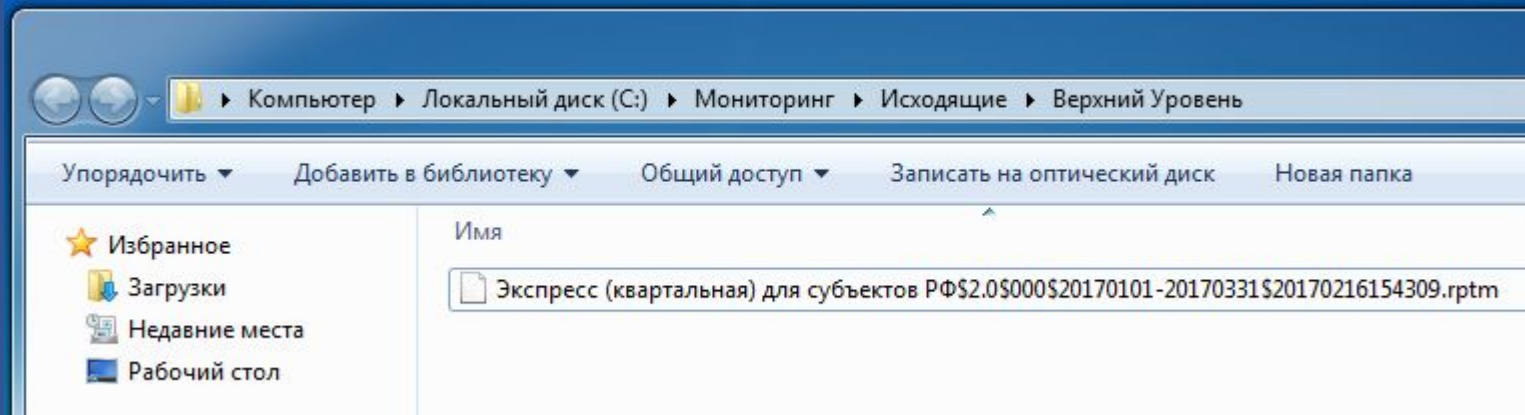 Компьютер Локальный диск (C:) Мониторинг Исходящие Верхний Уровень
Упорядочить Добавить в библиотеку Общий доступ Записать на оптический диск Новая папка
Имя
Избранное
Экспресс (квартальная) для субъектов РФ$2.0$000$20170101-20170331$20170216154309.rptm
Загрузки
Недавние места
Рабочий стол